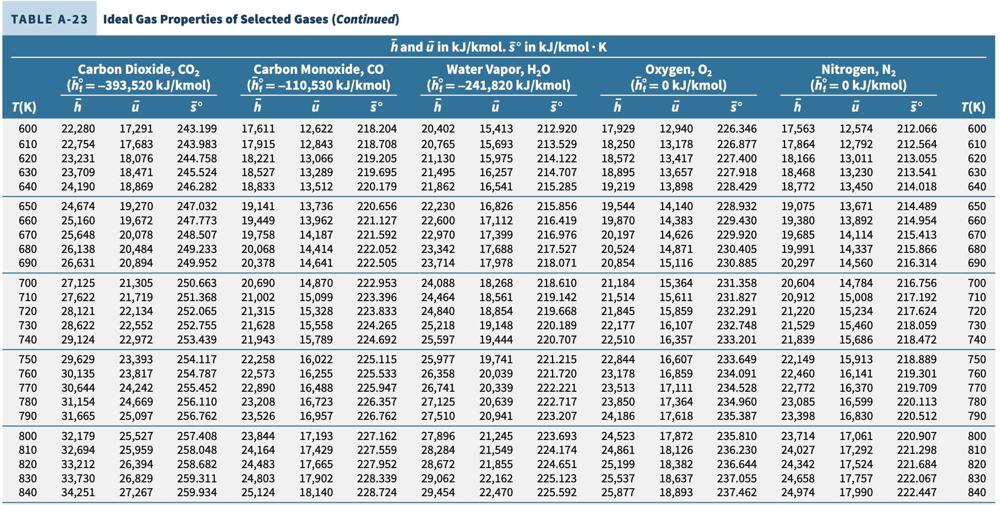 TABLE A-23 Ideal Gas Properties of Selected Gases (Continued)
h̄ and ū in kJ/kmol. s̄° in kJ/kmol · K
Carbon Dioxide, CO₂ Carbon Monoxide, CO Water Vapor, H₂O Oxygen, O₂ Nitrogen, N₂
(h̄°f = –393,520 kJ/kmol) (h̄°f = –110,530 kJ/kmol) (h̄°f = –241,820 kJ/kmol) (h̄°f = 0 kJ/kmol) (h̄°f = 0 kJ/kmol)
T(K) h̄ ū s̄° h̄ ū s̄° h̄ ū s̄° h̄ ū s̄° h̄ ū s̄° T(K)
600 22,280 17,291 243.199 17,611 12,622 218.204 20,402 15,413 212.920 17,929 12,940 226.346 17,563 12,574 212.066 600
610 22,754 17,683 243.983 17,915 12,843 218.708 20,765 15,693 213.529 18,250 13,178 226.877 17,864 12,792 212.564 610
620 23,231 18,076 244.758 18,221 13,066 219.205 21,130 15,975 214.122 18,572 13,417 227.400 18,166 13,011 213.055 620
630 23,709 18,471 245.524 18,527 13,289 219.695 21,495 16,257 214.707 18,895 13,657 227.918 18,468 13,230 213.541 630
640 24,190 18,869 246.282 18,833 13,512 220.179 21,862 16,541 215.285 19,219 13,898 228.429 18,772 13,450 214.018 640
650 24,674 19,270 247.032 19,141 13,736 220.656 22,230 16,826 215.856 19,544 14,140 228.932 19,075 13,671 214.489 650
660 25,160 19,672 247.773 19,449 13,962 221.127 22,600 17,112 216.419 19,870 14,383 229.430 19,380 13,892 214.954 660
670 25,648 20,078 248.507 19,758 14,187 221.592 22,970 17,399 216.976 20,197 14,626 229.920 19,685 14,114 215.413 670
680 26,138 20,484 249.233 20,068 14,414 222.052 23,342 17,688 217.527 20,524 14,871 230.405 19,991 14,337 215.866 680
690 26,631 20,894 249.952 20,378 14,641 222.505 23,714 17,978 218.071 20,854 15,116 230.885 20,297 14,560 216.314 690
700 27,125 21,305 250.663 20,690 14,870 222.953 24,088 18,268 218.610 21,184 15,364 231.358 20,604 14,784 216.756 700
710 27,622 21,719 251.368 21,002 15,099 223.396 24,464 18,561 219.142 21,514 15,611 231.827 20,912 15,008 217.192 710
720 28,121 22,134 252.065 21,315 15,328 223.833 24,840 18,854 219.668 21,845 15,859 232.291 21,220 15,234 217.624 720
730 28,622 22,552 252.755 21,628 15,558 224.265 25,218 19,148 220.189 22,177 16,107 232.748 21,529 15,460 218.059 730
740 29,124 22,972 253.439 21,943 15,789 224.692 25,597 19,444 220.707 22,510 16,357 233.201 21,839 15,686 218.472 740
750 29,629 23,393 254.117 22,258 16,022 225.115 25,977 19,741 221.215 22,844 16,607 233.649 22,149 15,913 218.889 750
760 30,135 23,817 254.787 22,573 16,255 225.533 26,358 20,039 221.720 23,178 16,859 234.091 22,460 16,141 219.301 760
770 30,644 24,242 255.452 22,890 16,488 225.947 26,741 20,339 222.221 23,513 17,111 234.528 22,772 16,370 219.709 770
780 31,154 24,669 256.110 23,208 16,723 226.357 27,125 20,639 222.717 23,850 17,364 234.960 23,085 16,599 220.113 780
790 31,665 25,097 256.762 23,526 16,957 226.762 27,510 20,941 223.207 24,186 17,618 235.387 23,398 16,830 220.512 790
800 32,179 25,527 257.408 23,844 17,193 227.162 27,896 21,245 223.693 24,523 17,872 235.810 23,714 17,061 220.907 800
810 32,694 25,959 258.048 24,164 17,429 227.559 28,284 21,549 224.174 24,861 18,126 236.230 24,027 17,292 221.298 810
820 33,212 26,394 258.682 24,483 17,665 227.952 28,672 21,855 224.651 25,199 18,382 236.644 24,342 17,524 221.684 820
830 33,730 26,829 259.311 24,803 17,902 228.339 29,062 22,162 225.123 25,537 18,637 237.055 24,658 17,757 222.067 830
840 34,251 27,267 259.934 25,124 18,140 228.724 29,454 22,470 225.592 25,877 18,893 237.462 24,974 17,990 222.447 840